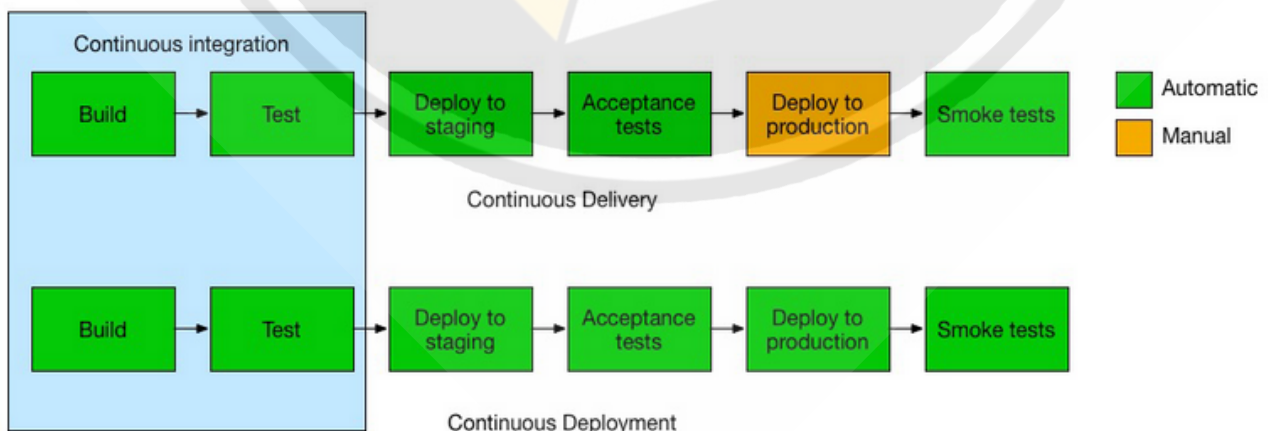 Continuous integration
Build
Test
Deploy to
staging
Acceptance
tests
Deploy to
production
Smoke tests
Automatic
Manual
Continuous Delivery
Build
Test
Deploy to
staging
Acceptance
tests
Deploy to
production
Smoke tests
Continuous Deployment